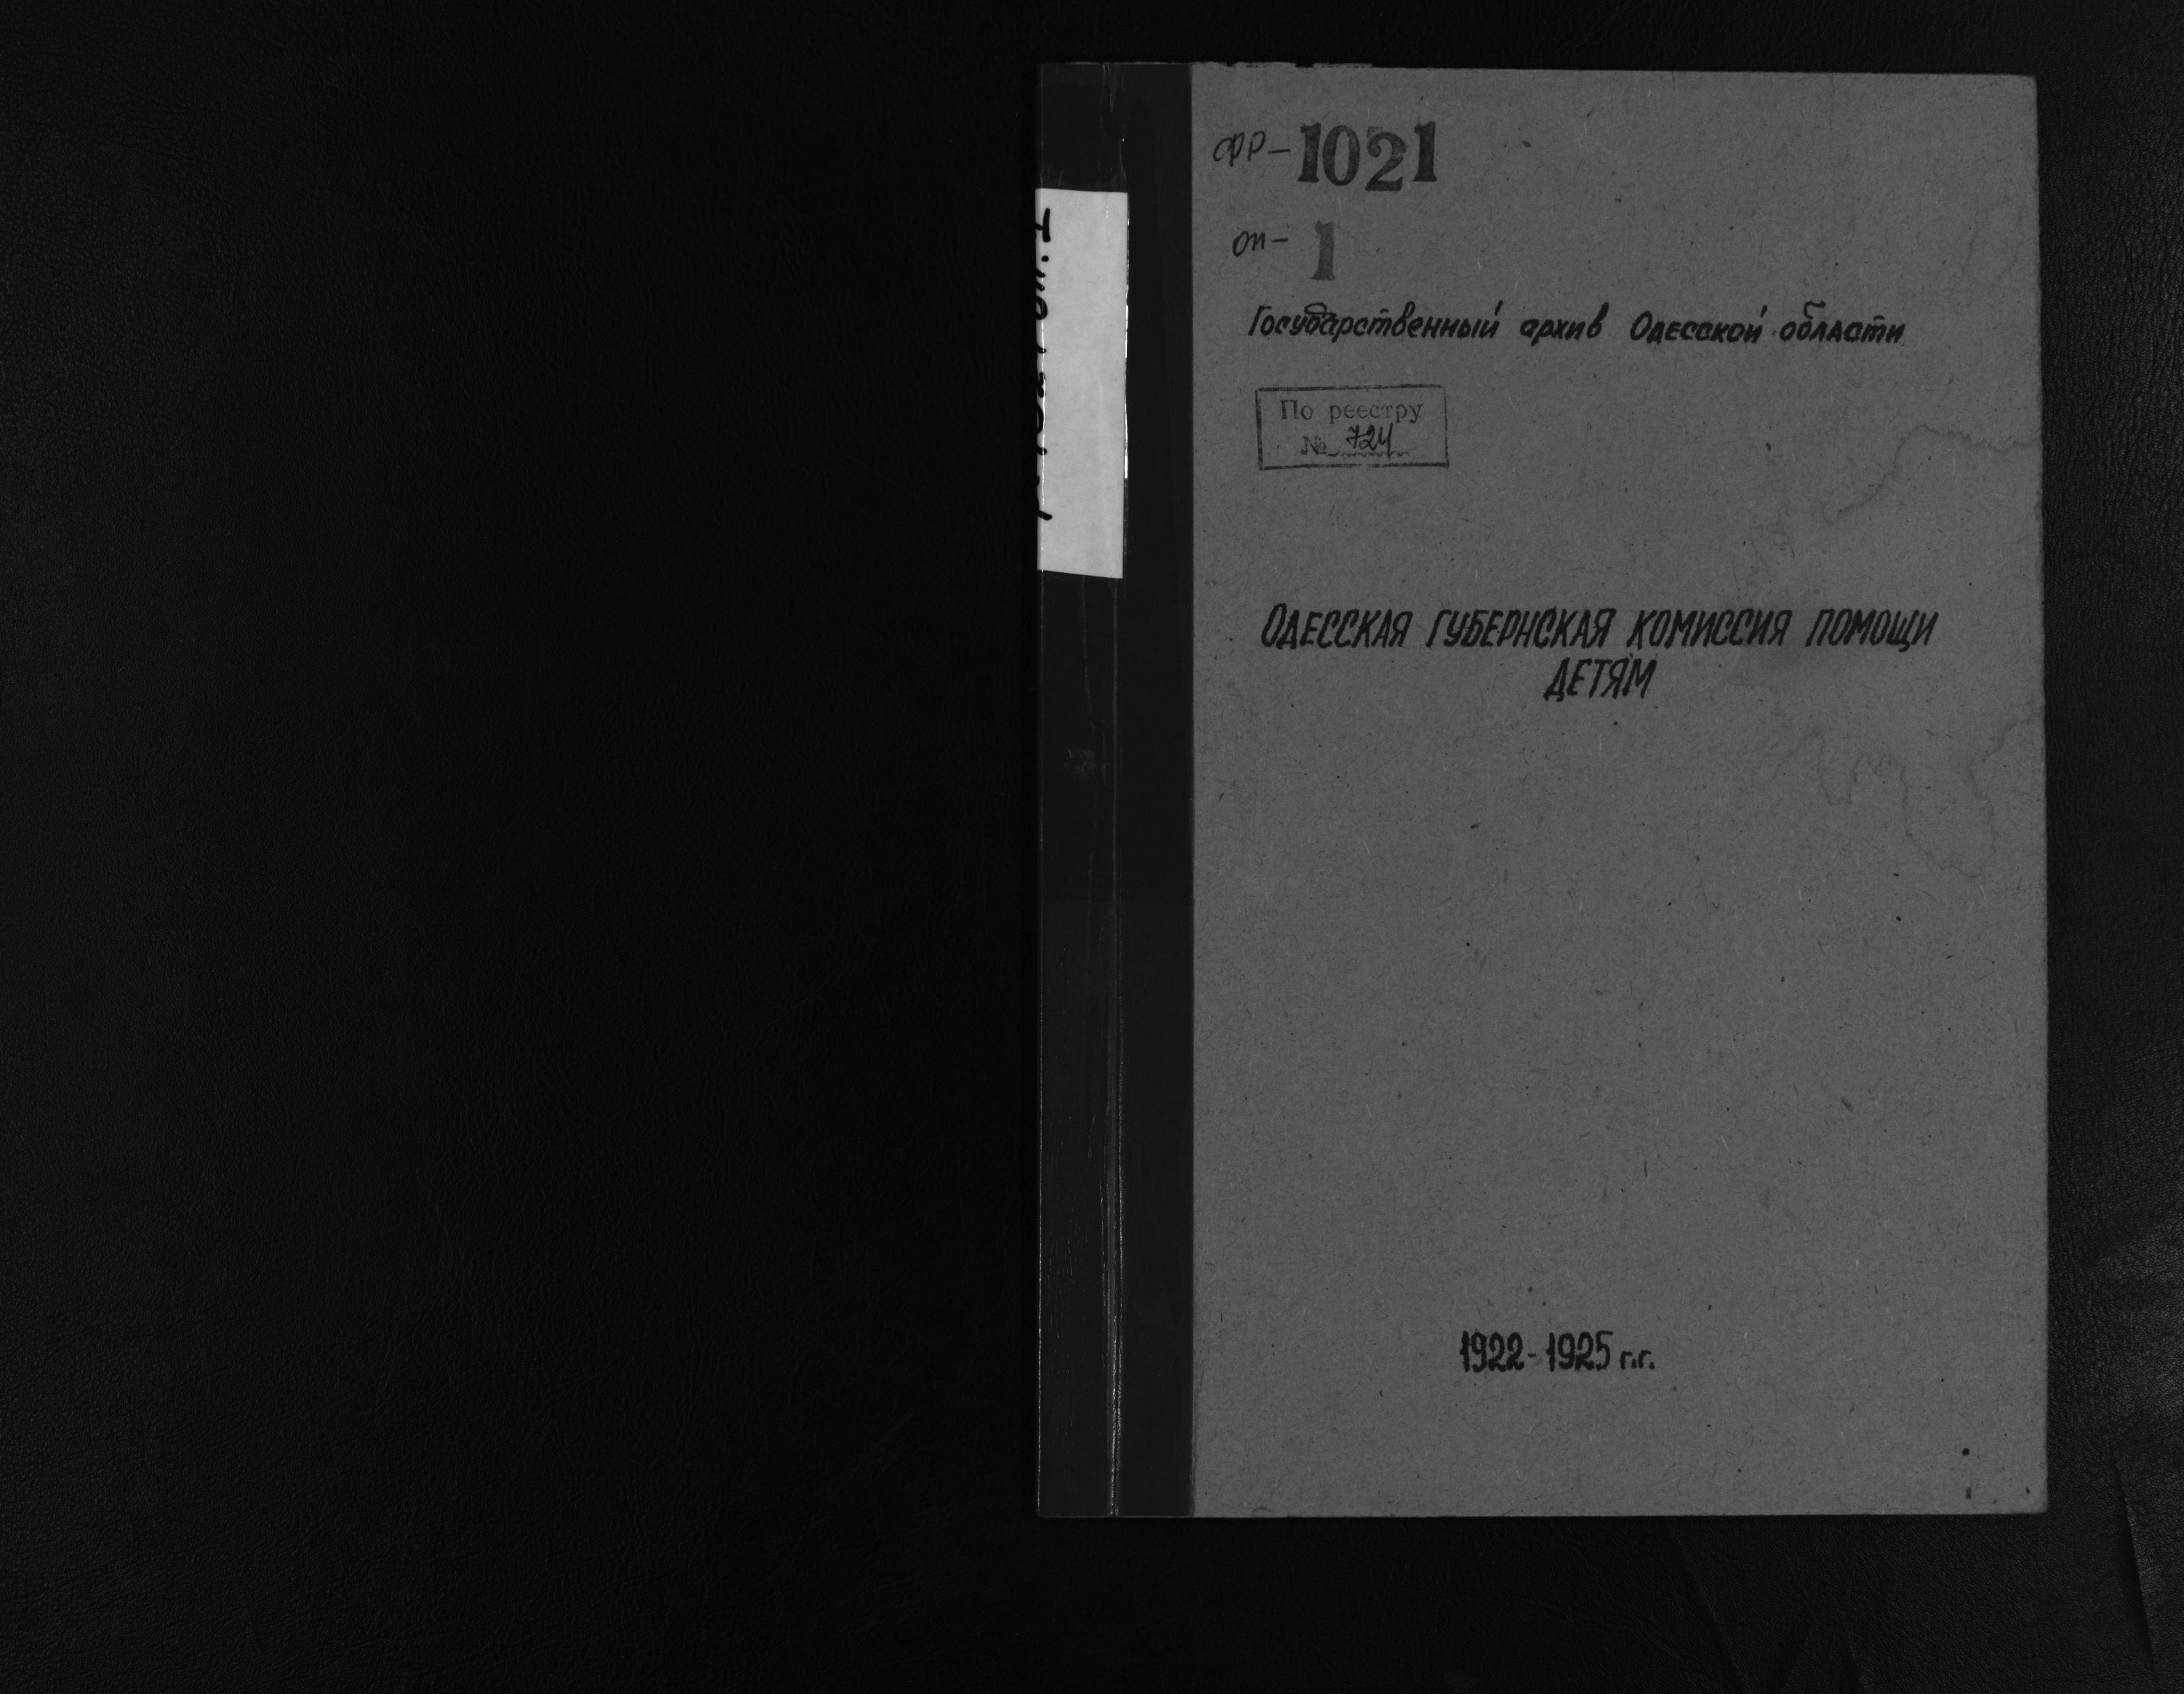 ФР-1021
оп-1
Государственный архив Одесской области
По реестру
№ 724
ОДЕССКАЯ ГУБЕРНСКАЯ КОМИССИЯ ПОМОЩИ
ДЕТЯМ
1922-1925 г.г.